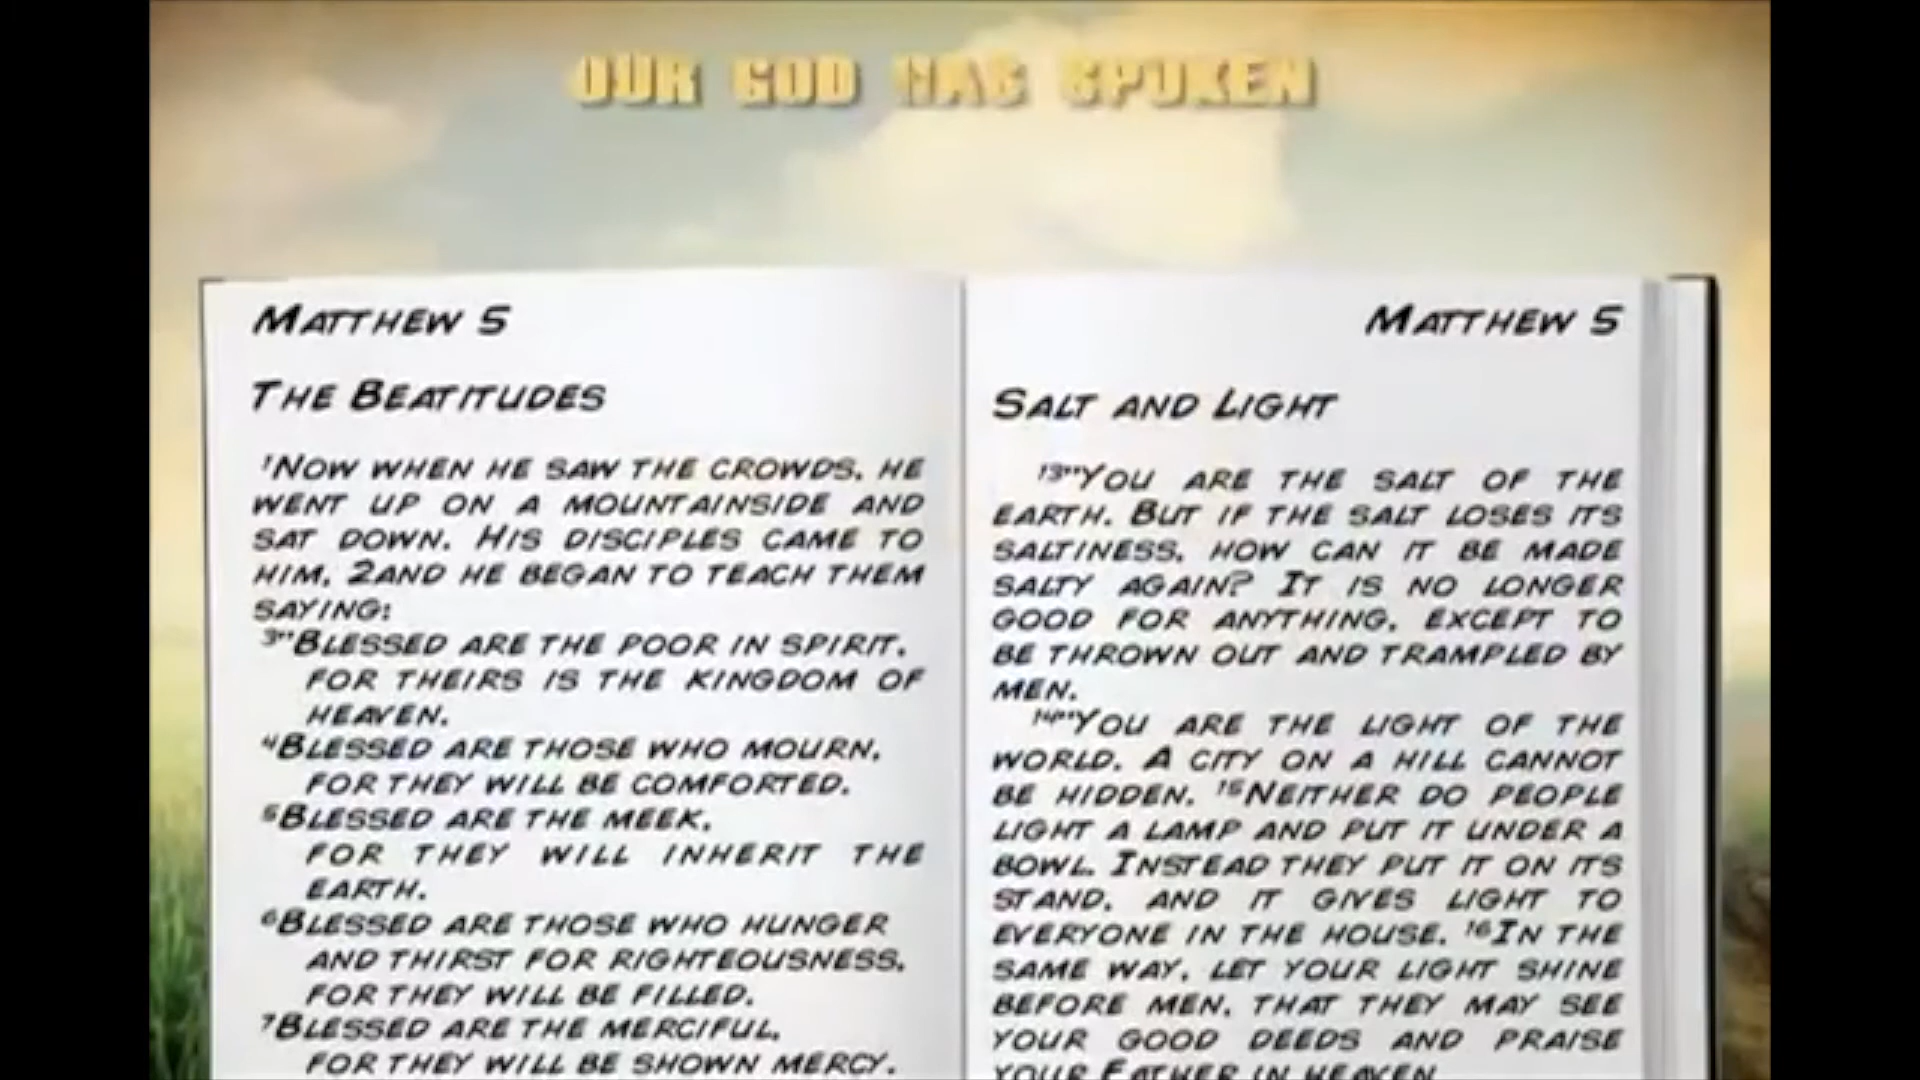 OUR GOD HAS SPOKEN
MATTHEW 5
THE BEATITUDES
1NOW WHEN HE SAW THE CROWDS, HE
WENT UP ON A MOUNTAINSIDE AND
SAT DOWN. HIS DISCIPLES CAME TO
HIM, 2AND HE BEGAN TO TEACH THEM
SAYING:
3"BLESSED ARE THE POOR IN SPIRIT,
FOR THEIRS IS THE KINGDOM OF
HEAVEN.
4BLESSED ARE THOSE WHO MOURN,
FOR THEY WILL BE COMFORTED.
5BLESSED ARE THE MEEK,
FOR THEY WILL INHERIT THE
EARTH.
6BLESSED ARE THOSE WHO HUNGER
AND THIRST FOR RIGHTEOUSNESS,
FOR THEY WILL BE FILLED.
7BLESSED ARE THE MERCIFUL,
FOR THEY WILL BE SHOWN MERCY.
MATTHEW 5
SALT AND LIGHT
13"YOU ARE THE SALT OF THE
EARTH. BUT IF THE SALT LOSES ITS
SALTINESS, HOW CAN IT BE MADE
SALTY AGAIN? IT IS NO LONGER
GOOD FOR ANYTHING, EXCEPT TO
BE THROWN OUT AND TRAMPLED BY
MEN.
14"YOU ARE THE LIGHT OF THE
WORLD. A CITY ON A HILL CANNOT
BE HIDDEN. 15NEITHER DO PEOPLE
LIGHT A LAMP AND PUT IT UNDER A
BOWL. INSTEAD THEY PUT IT ON ITS
STAND, AND IT GIVES LIGHT TO
EVERYONE IN THE HOUSE. 16IN THE
SAME WAY, LET YOUR LIGHT SHINE
BEFORE MEN, THAT THEY MAY SEE
YOUR GOOD DEEDS AND PRAISE
YOUR FATHER IN HEAVEN